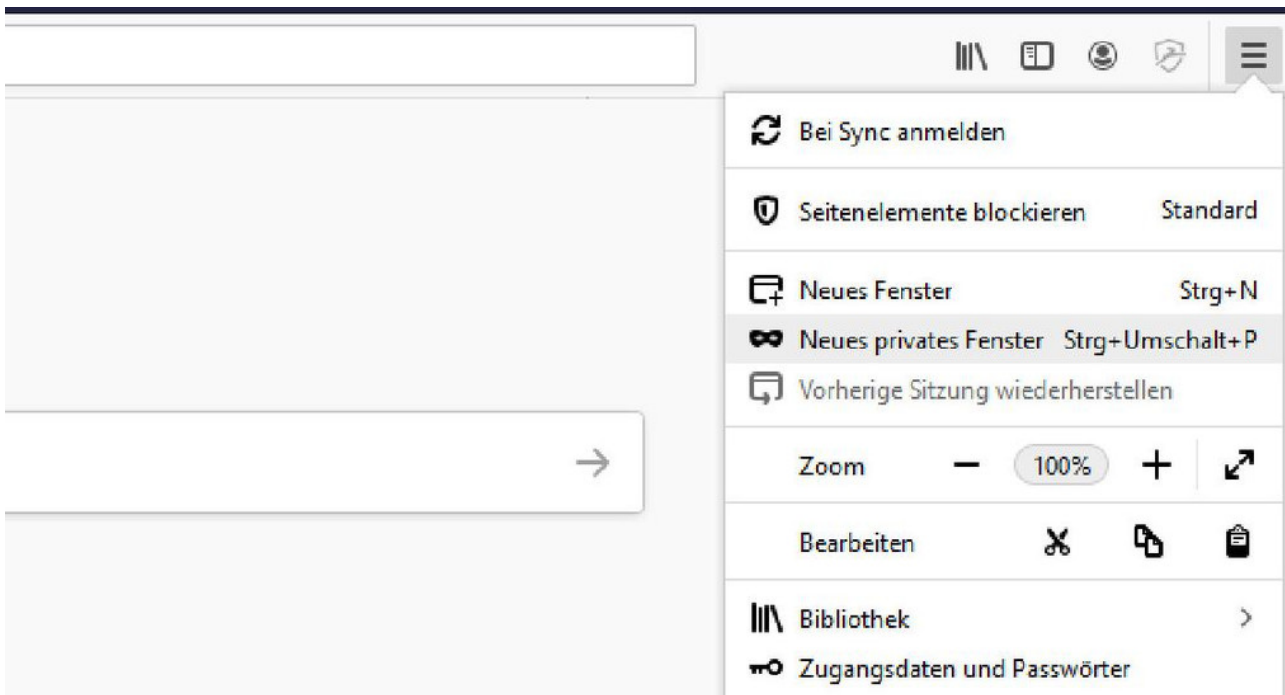 Bei Sync anmelden
Seitenelemente blockieren Standard
Neues Fenster Strg+N
Neues privates Fenster Strg+Umschalt+P
Vorherige Sitzung wiederherstellen
Zoom 100%
Bearbeiten
Bibliothek
Zugangsdaten und Passwörter